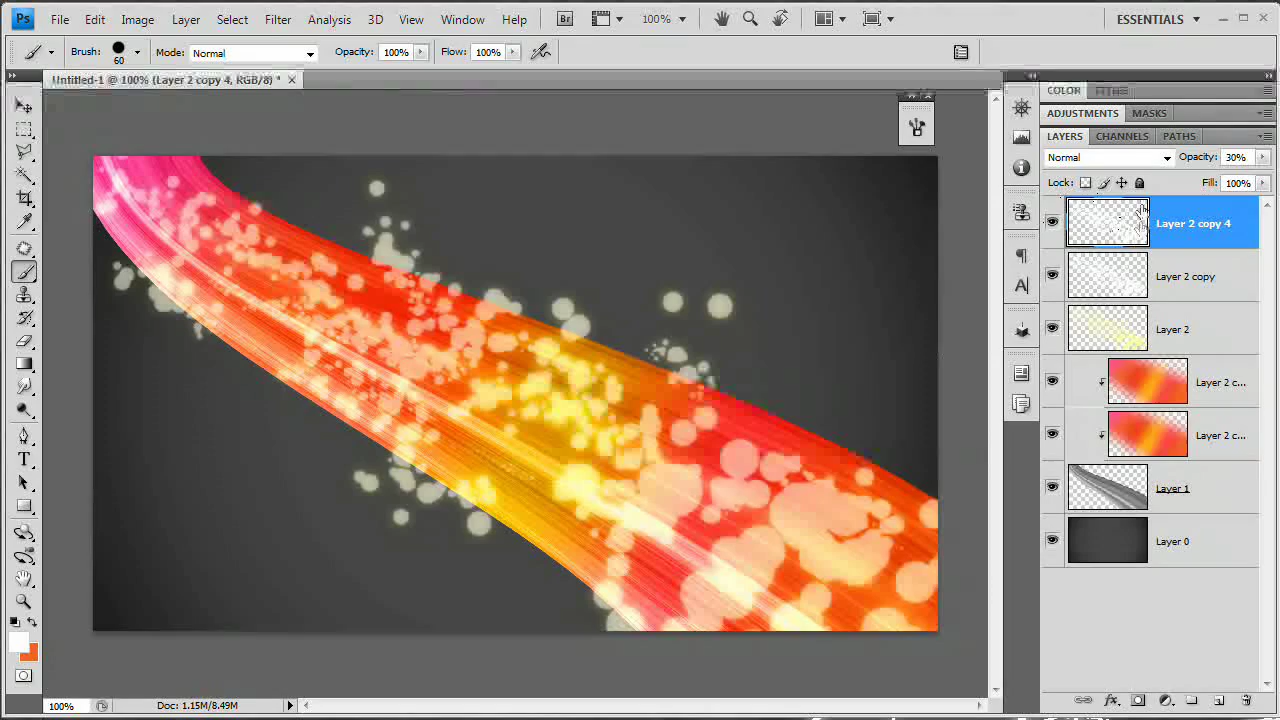 Ps File Edit Image Layer Select Filter Analysis 3D View Window Help Br 100% ESSENTIALS
Brush: 60 Mode: Normal Opacity: 100% Flow: 100%
Untitled-1 @ 100% (Layer 2 copy 4, RGB/8) *
COLOR
ADJUSTMENTS MASKS
LAYERS CHANNELS PATHS
Normal Opacity: 30%
Lock: Fill: 100%
Layer 2 copy 4
Layer 2 copy
Layer 2
Layer 2 c...
Layer 2 c...
Layer 1
Layer 0
100% Doc: 1.15M/8.49M